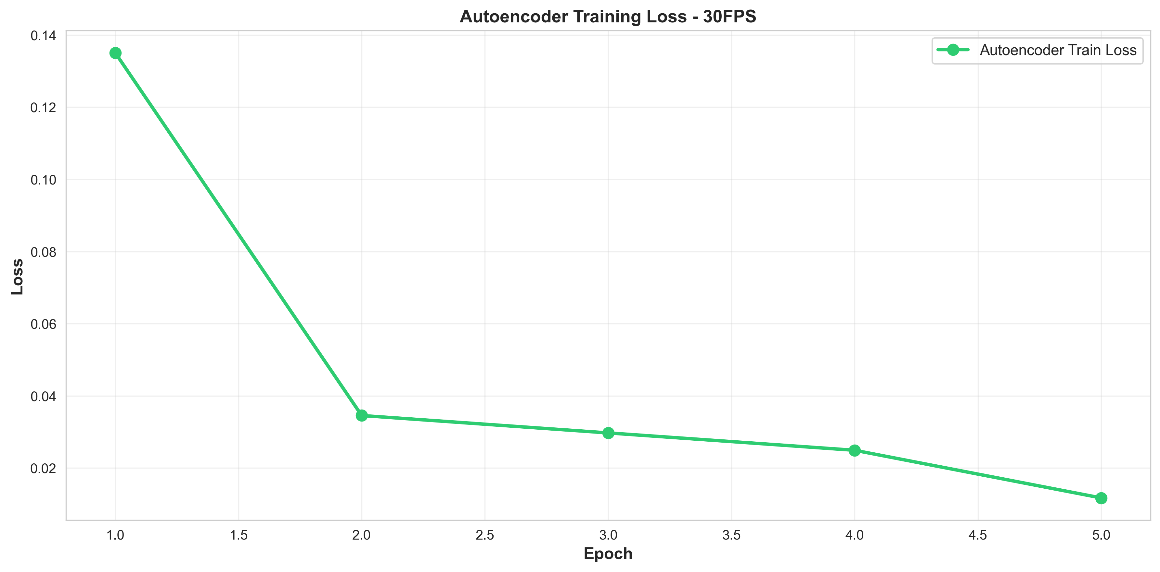 Autoencoder Training Loss - 30FPS
Autoencoder Train Loss
Loss
0.14
0.12
0.10
0.08
0.06
0.04
0.02
1.0 1.5 2.0 2.5 3.0 3.5 4.0 4.5 5.0
Epoch